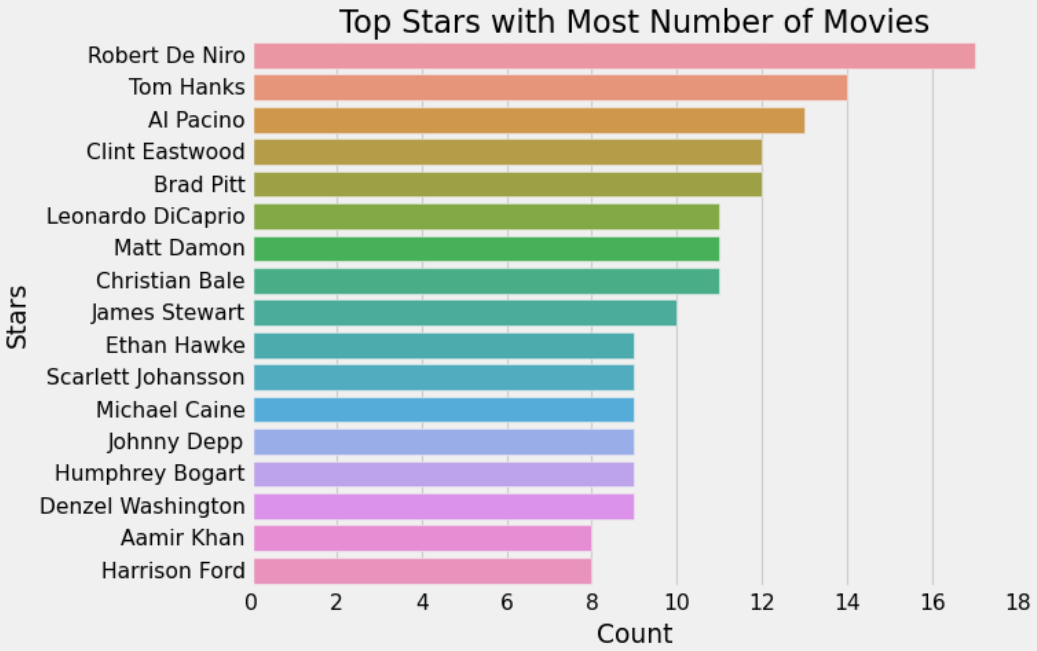 Top Stars with Most Number of Movies
Robert De Niro
Tom Hanks
Al Pacino
Clint Eastwood
Brad Pitt
Leonardo DiCaprio
Matt Damon
Christian Bale
James Stewart
Ethan Hawke
Scarlett Johansson
Michael Caine
Johnny Depp
Humphrey Bogart
Denzel Washington
Aamir Khan
Harrison Ford
Stars
0 2 4 6 8 10 12 14 16 18
Count